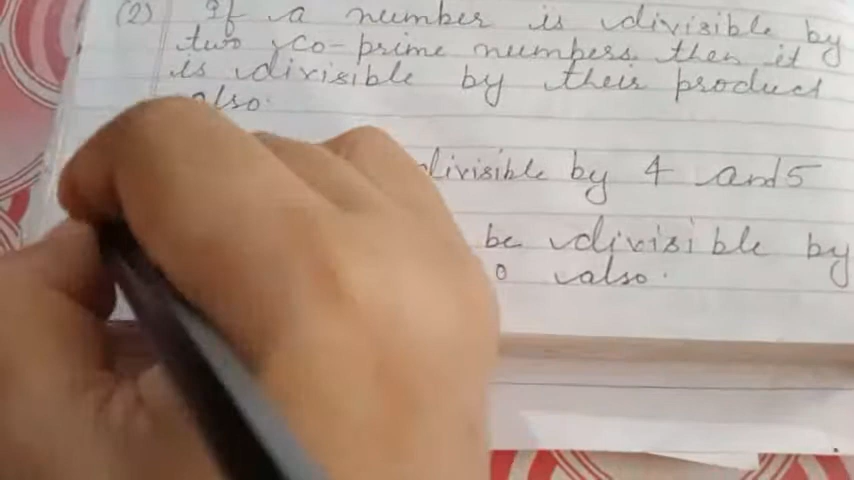 (2) If a number is divisible by
two co-prime numbers then it
is divisible by their product
also.
divisible by 4 and 5
be divisible by
0 also.